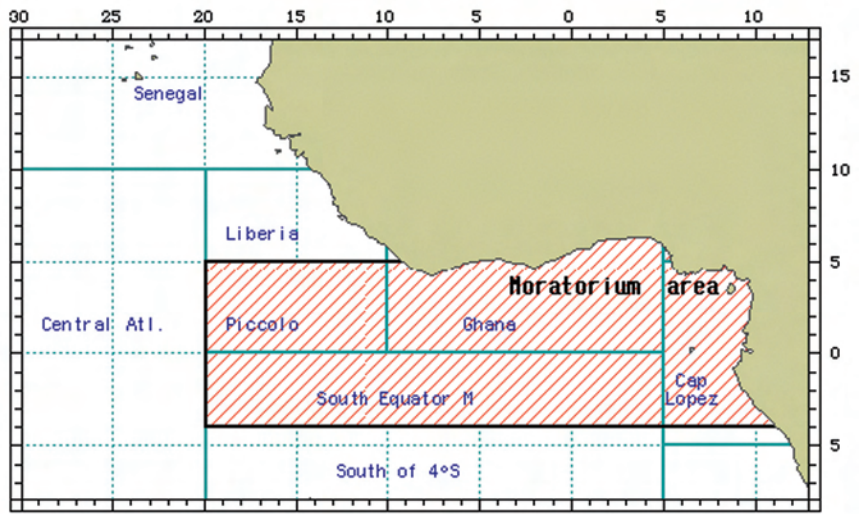 30 25 20 15 10 5 0 5 10
Senegal
15
10
Liberia
5
Moratorium area
Central Atl.
Piccolo
Ghana
0
Cap
Lopez
South Equator M
5
South of 4ºS